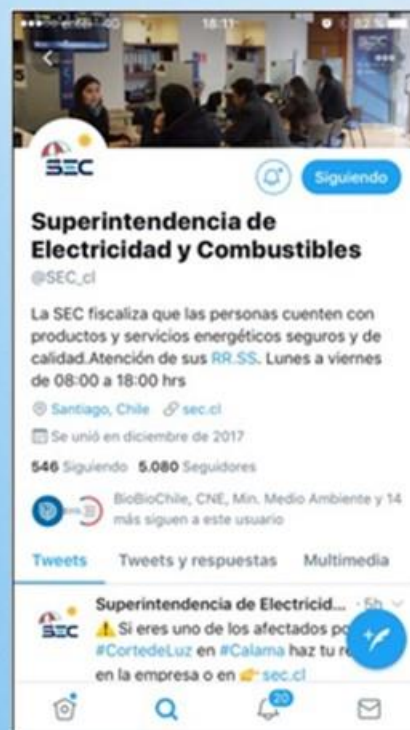 18:11
82 %
SEC
Siguiendo
Superintendencia de
Electricidad y Combustibles
@SEC_cl
La SEC fiscaliza que las personas cuenten con
productos y servicios energéticos seguros y de
calidad.Atención de sus RR.SS. Lunes a viernes
de 08:00 a 18:00 hrs
Santiago, Chile sec.cl
Se unió en diciembre de 2017
546 Siguiendo 5.080 Seguidores
BioBioChile, CNE, Min. Medio Ambiente y 14
más siguen a este usuario
Tweets Tweets y respuestas Multimedia
Superintendencia de Electricid... · 5h
SEC
Si eres uno de los afectados
#CortedeLuz en #Calama haz tu
en la empresa o en sec.cl
20